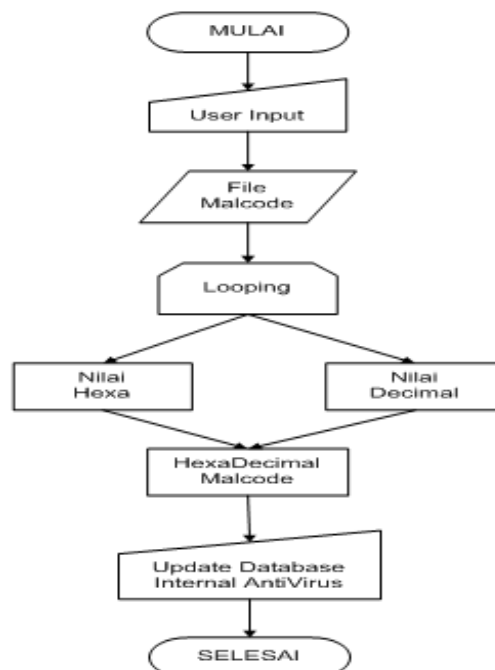 MULAI
User Input
File
Malcode
Looping
Nilai
Hexa
Nilai
Decimal
HexaDecimal
Malcode
Update Database
Internal AntiVirus
SELESAI